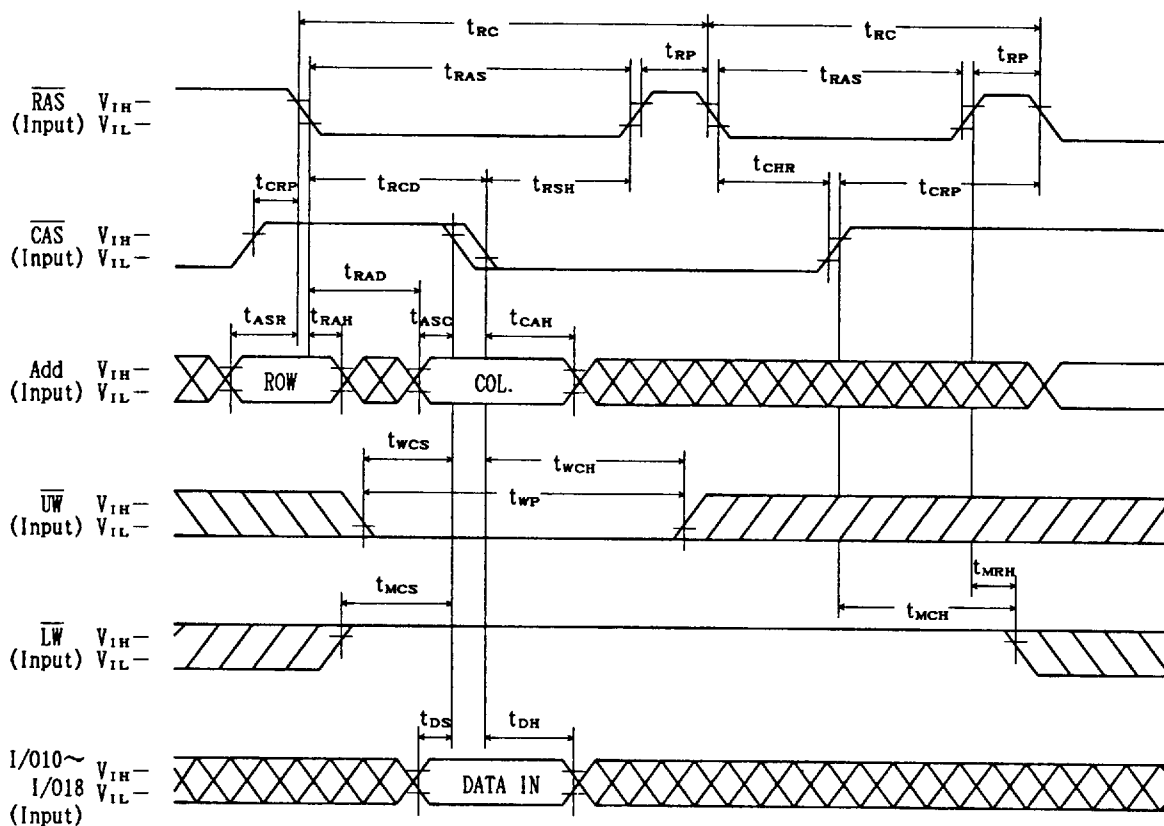 tRC tRC
tRAS tRP tRAS tRP
RAS VIH
(Input) VIL
tCRP tRCD tRSH tCHR tCRP
CAS VIH
(Input) VIL
tRAD
tASR tRAH tASC tCAH
Add VIH
(Input) VIL
ROW COL.
tWCS tWCH
tWP
UW VIH
(Input) VIL
tMRH
tMCS tMCH
LW VIH
(Input) VIL
tDS tDH
I/O10~ VIH
I/O18 VIL
(Input)
DATA IN